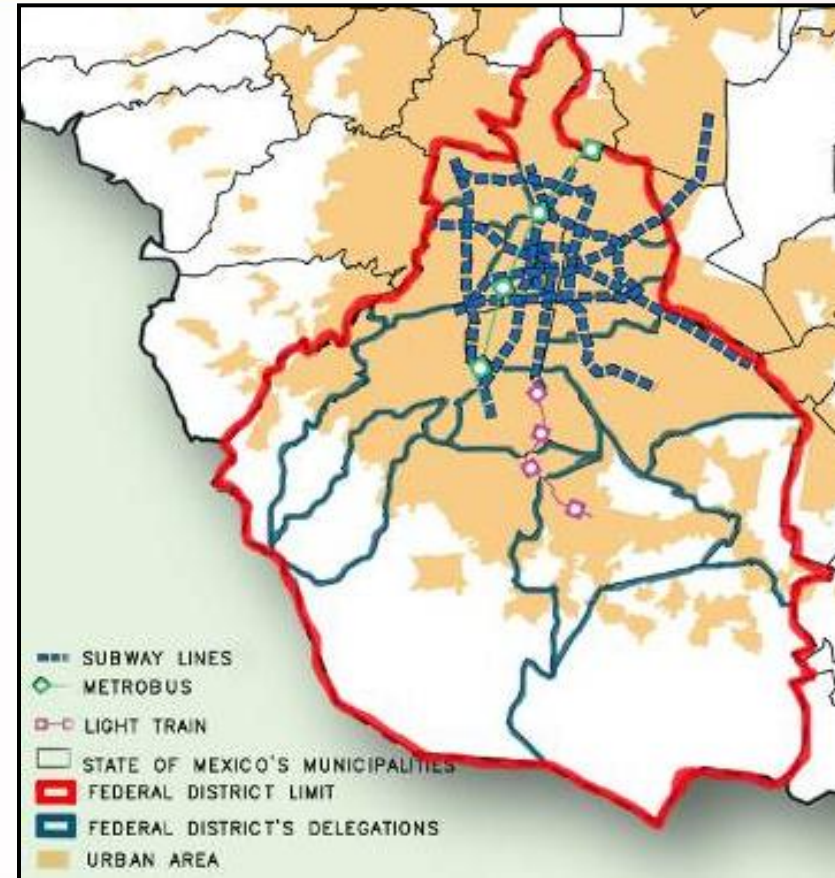 SUBWAY LINES
METROBUS
LIGHT TRAIN
STATE OF MEXICO'S MUNICIPALITIES
FEDERAL DISTRICT LIMIT
FEDERAL DISTRICT'S DELEGATIONS
URBAN AREA